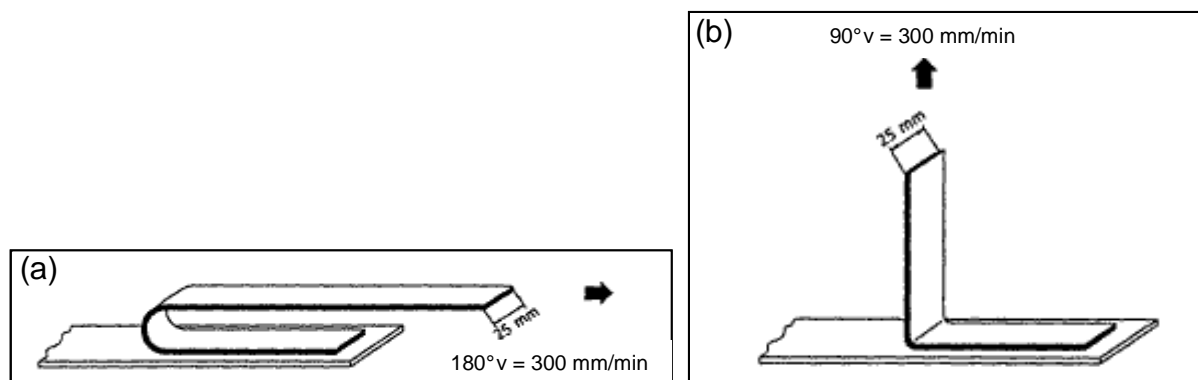 (a)
25 mm
180°v = 300 mm/min
(b)
90°v = 300 mm/min
25 mm